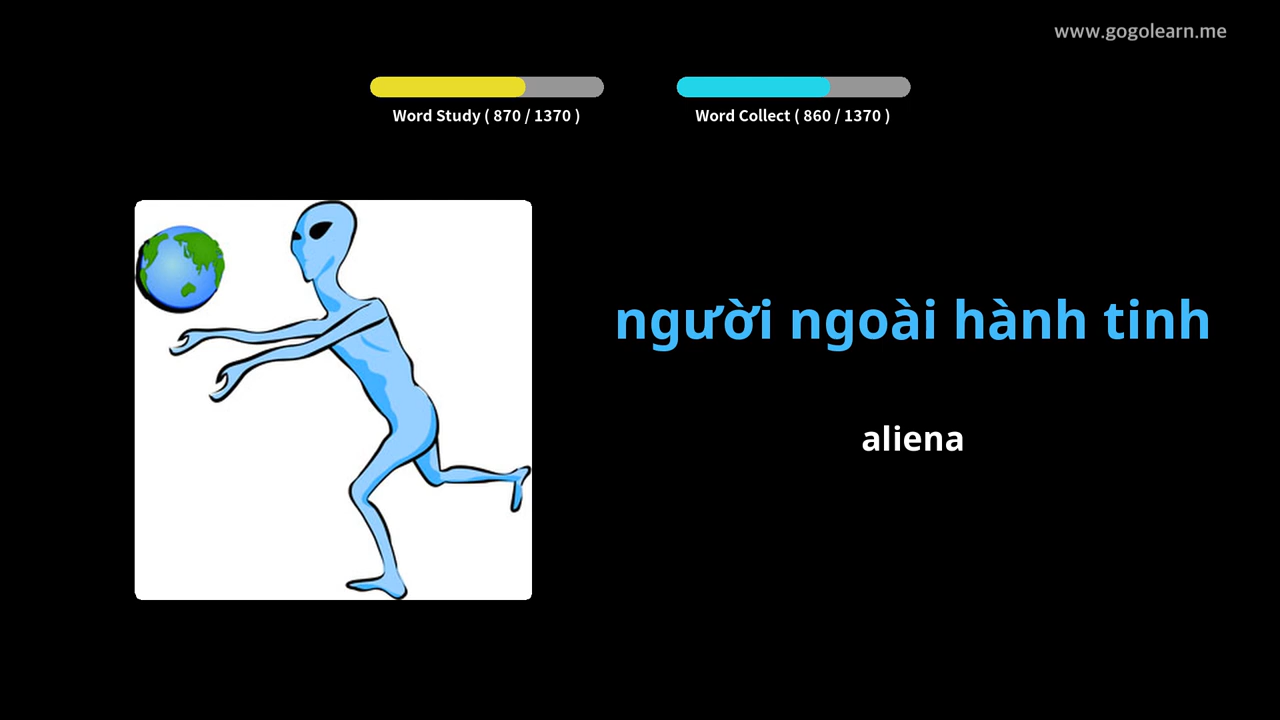 www.gogolearn.me
Word Study ( 870 / 1370 )
Word Collect ( 860 / 1370 )
người ngoài hành tinh
aliena